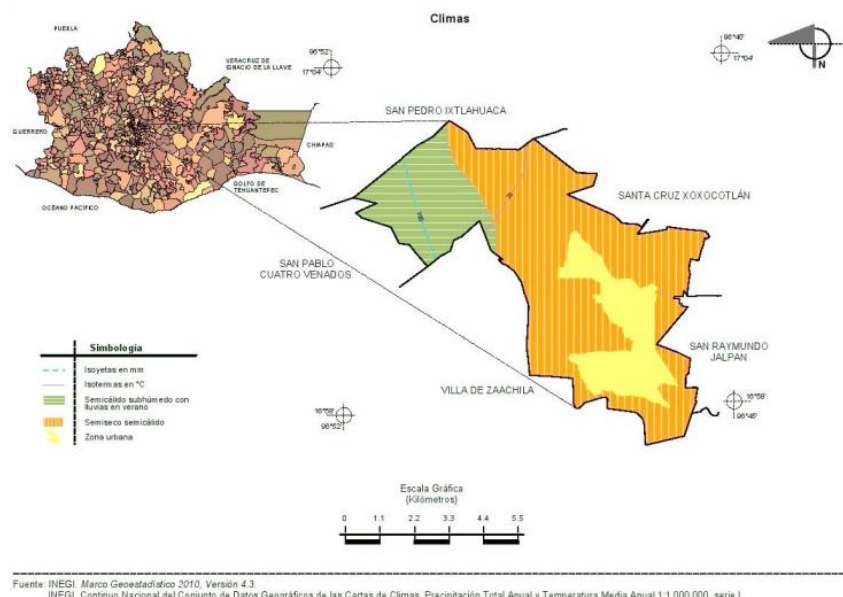 Climas
PUEBLA
VERACRUZ DE
IGNACIO DE LA LLAVE
GUERRERO
CHIAPAS
GOLFO DE
TEHUANTEPEC
OCÉANO PACÍFICO
96°52'
17°04'
96°46'
17°04'
N
SAN PEDRO IXTLAHUACA
SANTA CRUZ XOXOCOTLÁN
SAN PABLO
CUATRO VENADOS
SAN RAYMUNDO
JALPAN
VILLA DE ZAACHILA
16°58'
96°52'
16°58'
96°46'
Simbología
Isoyetas en mm
Isotermas en °C
Semicálido subhúmedo con
lluvias en verano
Semiseco semicálido
Zona urbana
Escala Gráfica
(Kilómetros)
0 1.1 2.2 3.3 4.4 5.5
Fuente: INEGI. Marco Geoestadístico 2010, Versión 4.3.
INEGI. Continuo Nacional del Conjunto de Datos Geográficos de las Cartas de Climas, Precipitación Total Anual y Temperatura Media Anual 1:1 000 000, serie I.